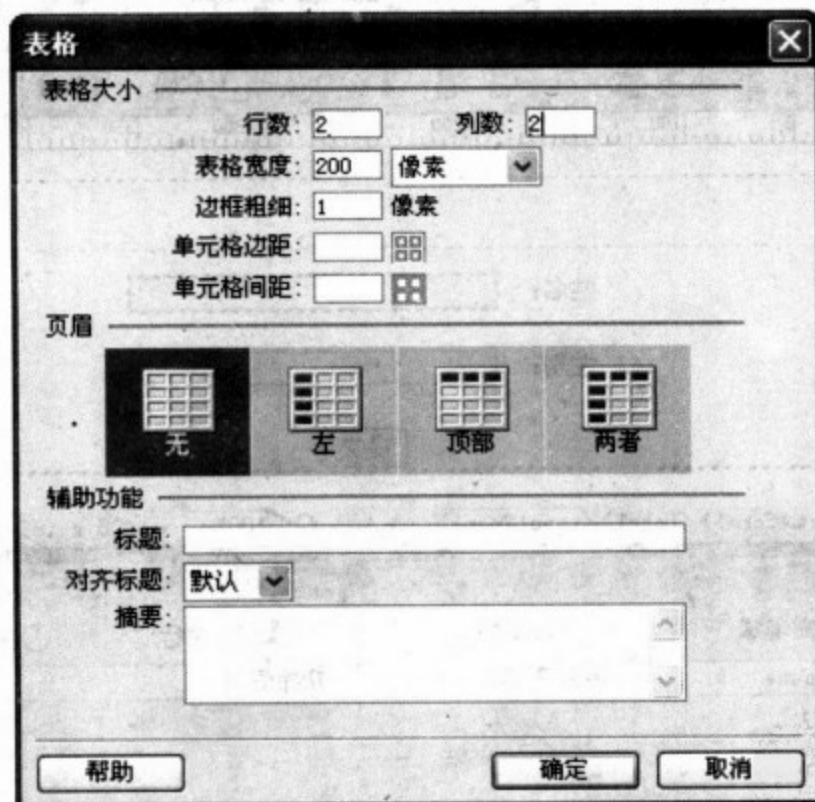 表格
表格大小
行数: 2 列数: 2
表格宽度: 200 像素
边框粗细: 1 像素
单元格边距:
单元格间距:
页眉
无 左 顶部 两者
辅助功能
标题:
对齐标题: 默认
摘要:
帮助 确定 取消